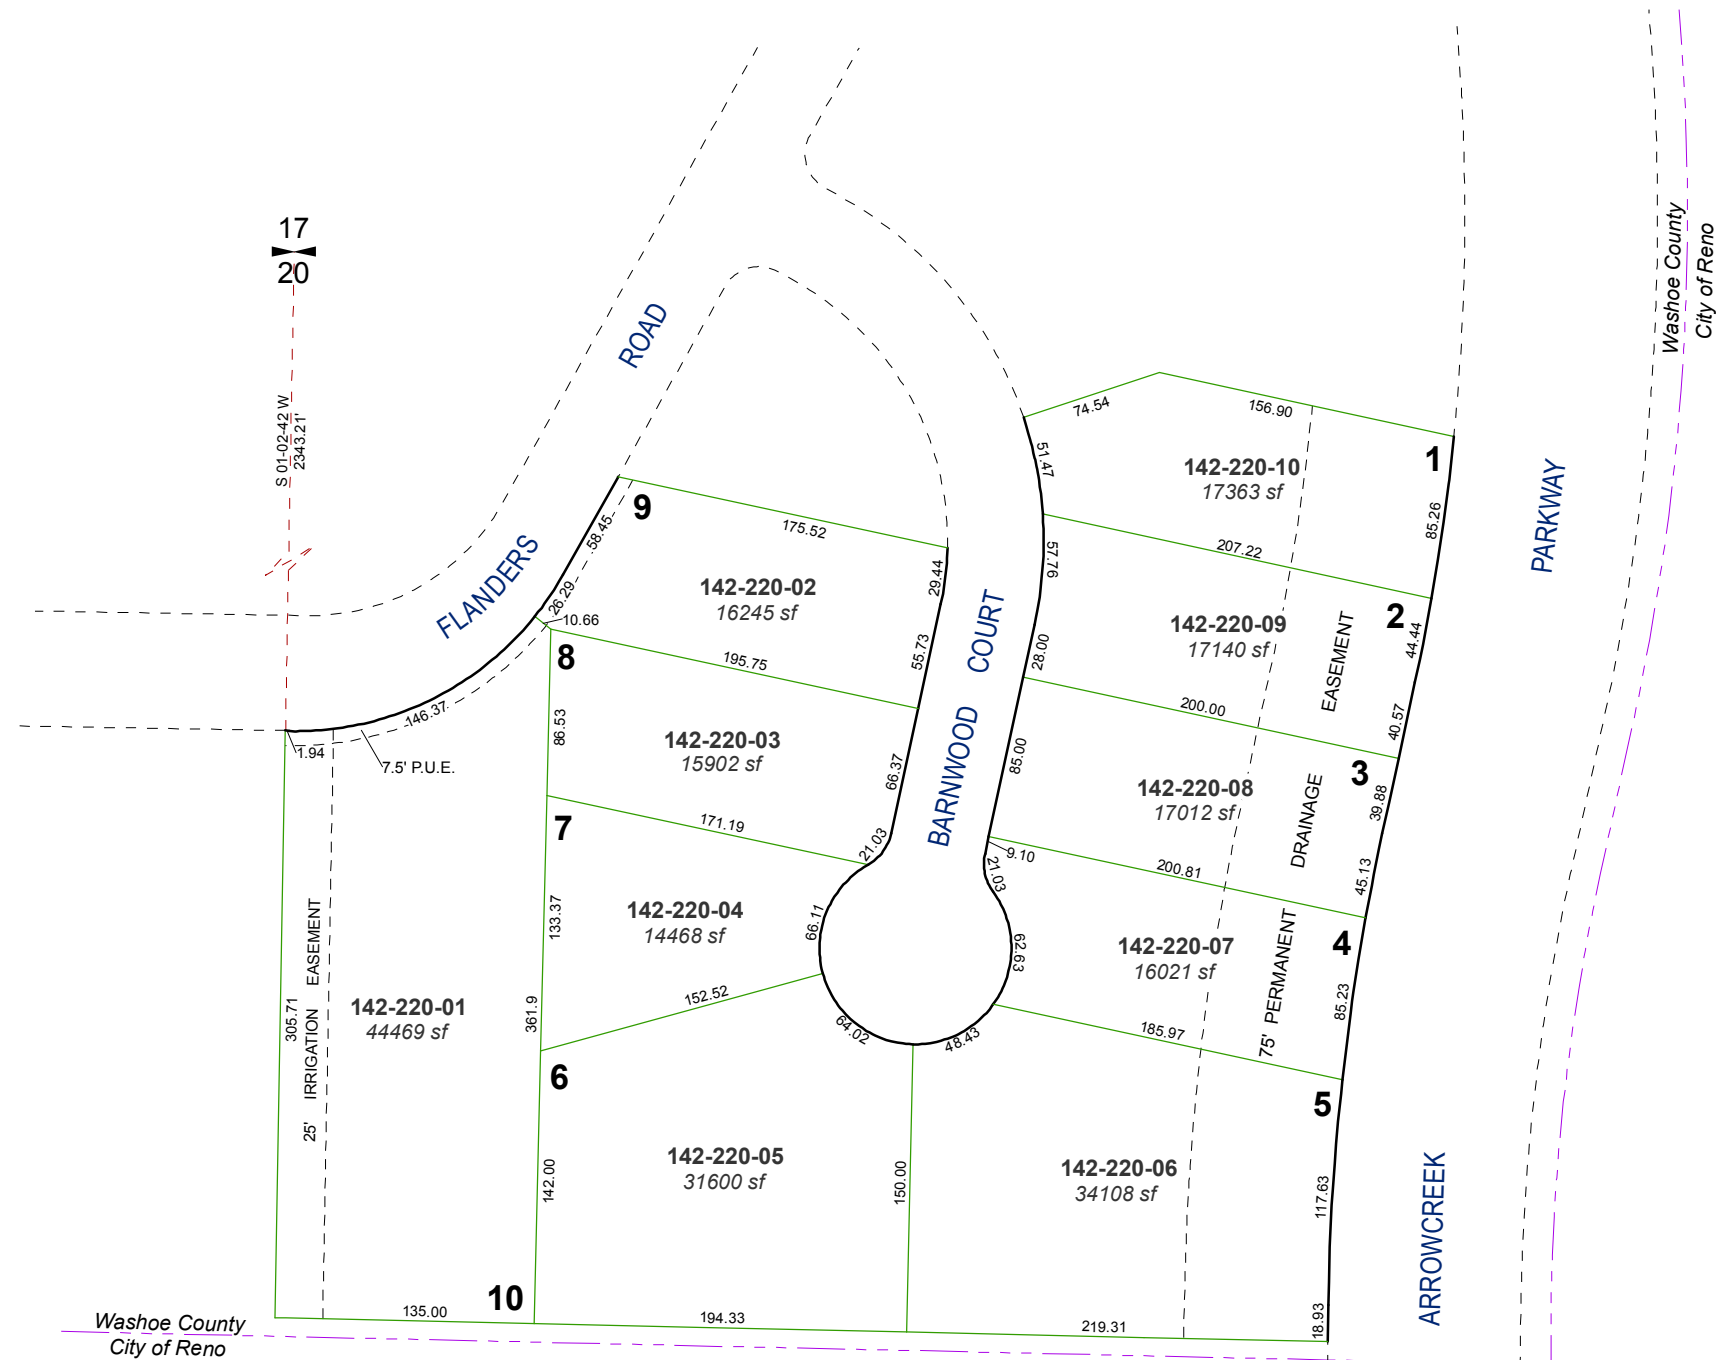 17
20
S 01-02-42 W
2343.21'
ROAD
FLANDERS
Washoe County
City of Reno
PARKWAY
74.54
156.90
1
51.47
142-220-10
17363 sf
85.26
9
58.45
175.52
207.22
57.76
142-220-02
16245 sf
29.44
26.29
10.66
COURT
BARNWOOD
142-220-09
17140 sf
EASEMENT
2
44.44
8
195.75
55.73
28.00
200.00
40.57
146.37
1.94
7.5' P.U.E.
86.53
142-220-03
15902 sf
66.37
85.00
142-220-08
17012 sf
DRAINAGE
3
39.88
7
171.19
21.03
9.10
21.03
200.81
45.13
142-220-04
14468 sf
133.37
66.11
62.63
142-220-07
16021 sf
75' PERMANENT
4
85.23
305.71
25' IRRIGATION EASEMENT
142-220-01
44469 sf
361.9
152.52
64.02
48.43
185.97
6
5
142-220-05
31600 sf
142.00
150.00
142-220-06
34108 sf
117.63
ARROWCREEK
10
135.00
194.33
219.31
18.93
Washoe County
City of Reno